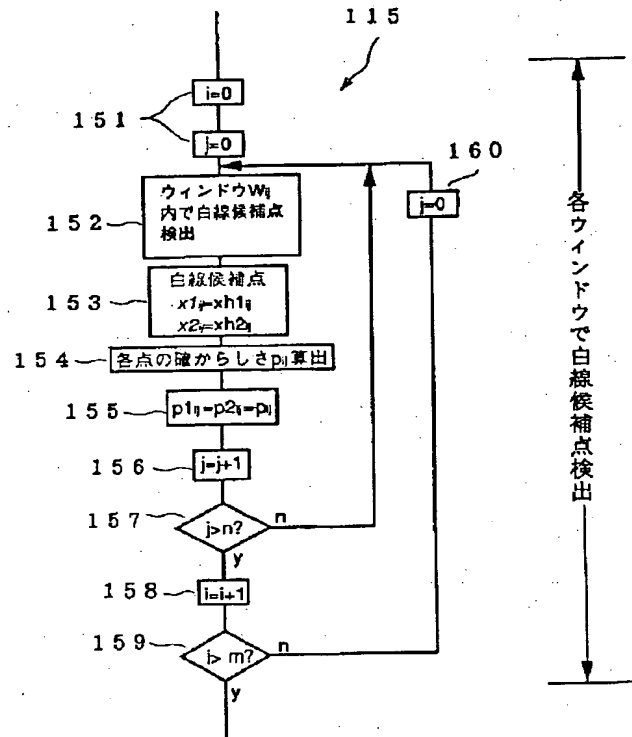 115
i=0
151
j=0
160
j=0
ウィンドウWij
内で白線候補点
検出
152
白線候補点
x1ij=xh1ij
x2ij=xh2ij
153
154
各点の確からしさpij算出
155
p1ij=p2ij=pij
156
j=j+1
157
j>n?
n
y
158
i=i+1
159
i> m?
n
y
各ウィンドウで白線候補点検出